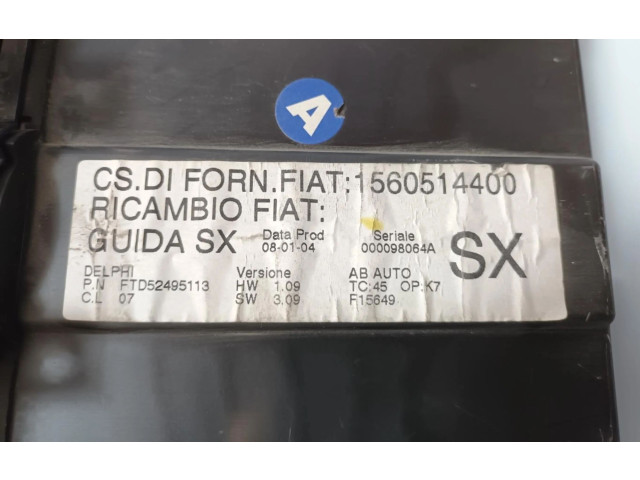 A
CS.DI FORN.FIAT:1560514400
RICAMBIO FIAT:
GUIDA SX Data Prod Seriale SX
08-01-04 000098064A
DELPHI Versione AB AUTO
P.N FTD52495113 HW 1.09 TC:45 OP:K7
C.L 07 SW 3.09 F15649